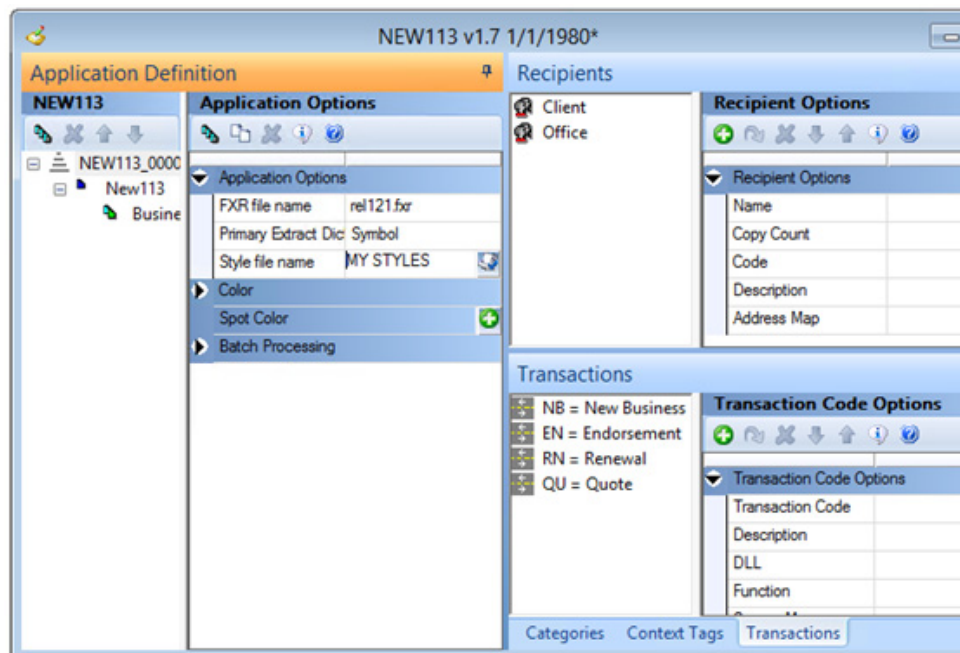 NEW113 v1.7 1/1/1980*
Application Definition
NEW113
Application Options
NEW113_0000
New113
Busine
Application Options
FXR file name rel121.fxr
Primary Extract Dict Symbol
Style file name MY STYLES
Color
Spot Color
Batch Processing
Recipients
Client
Office
Recipient Options
Recipient Options
Name
Copy Count
Code
Description
Address Map
Transactions
NB = New Business
EN = Endorsement
RN = Renewal
QU = Quote
Transaction Code Options
Transaction Code Options
Transaction Code
Description
DLL
Function
Categories Context Tags Transactions